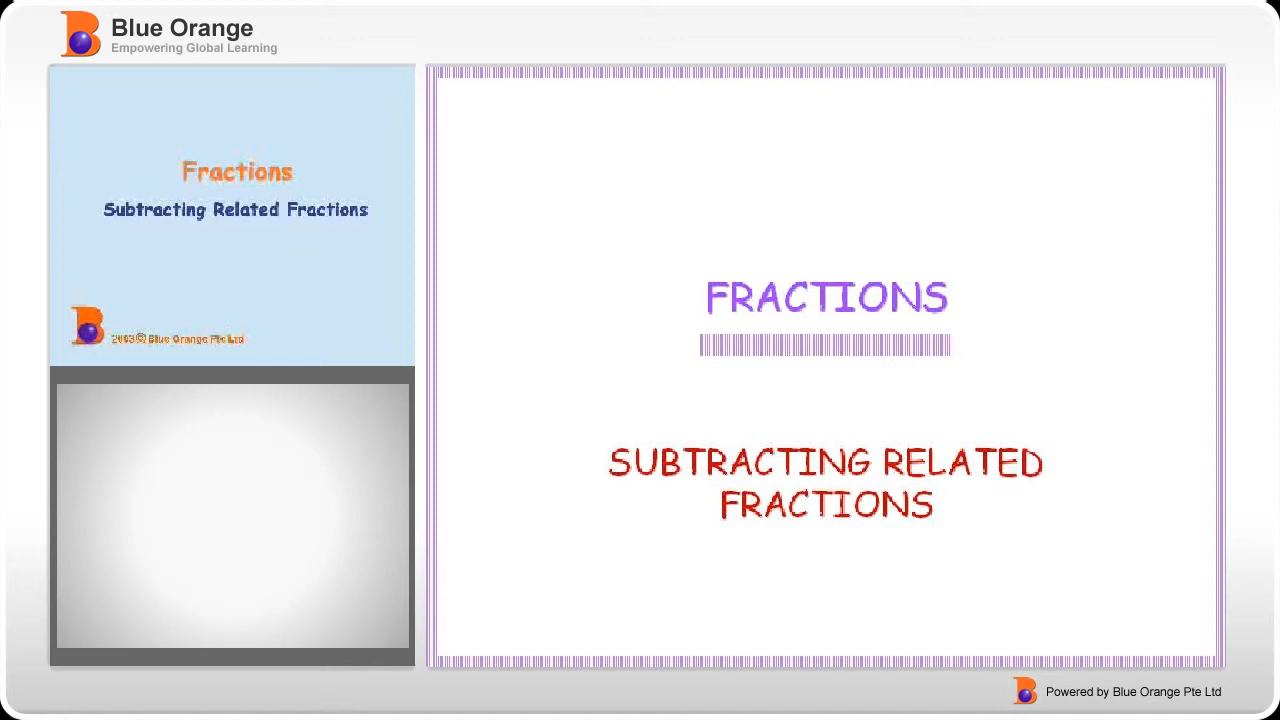 Blue Orange
Empowering Global Learning
Fractions
Subtracting Related Fractions
2003 © Blue Orange Pte Ltd
FRACTIONS
SUBTRACTING RELATED
FRACTIONS
Powered by Blue Orange Pte Ltd